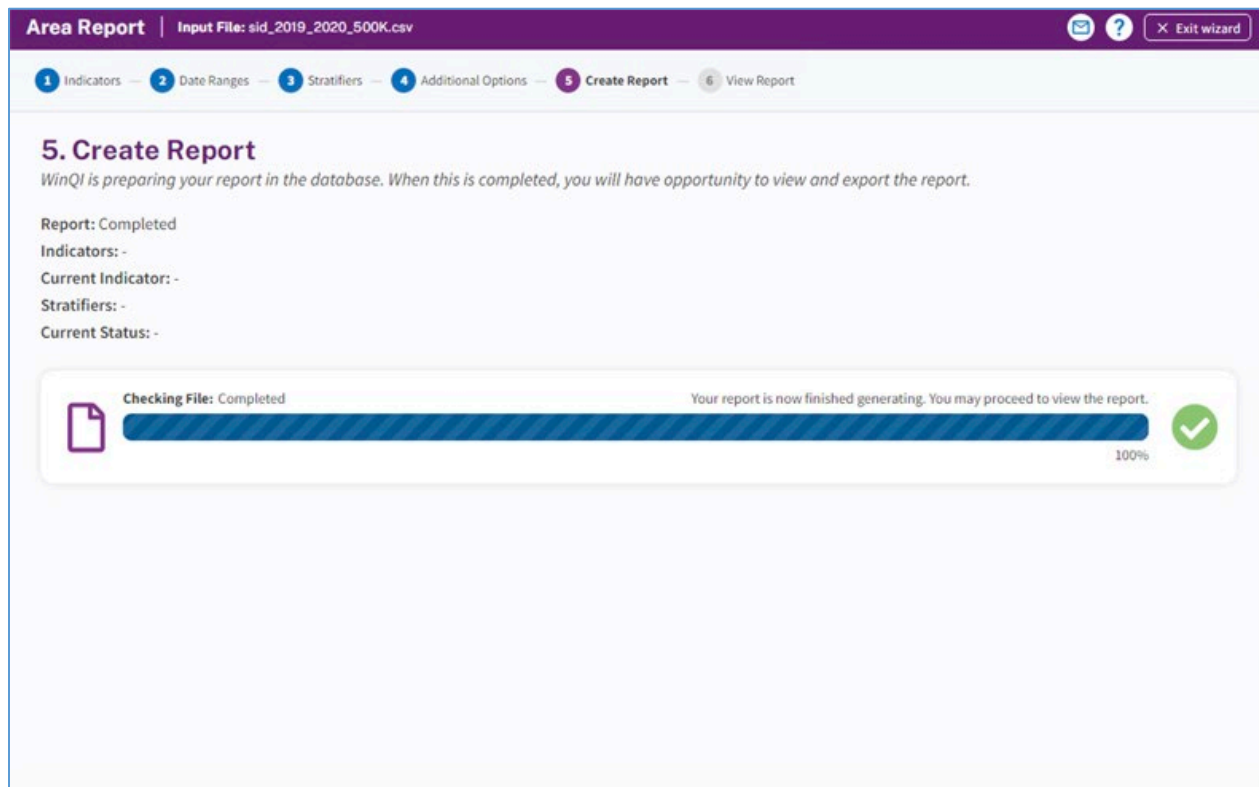 Area Report | Input File: sid_2019_2020_500K.csv ? × Exit wizard
1 Indicators — 2 Date Ranges — 3 Stratifiers — 4 Additional Options — 5 Create Report — 6 View Report
5. Create Report
WinQI is preparing your report in the database. When this is completed, you will have opportunity to view and export the report.
Report: Completed
Indicators: -
Current Indicator: -
Stratifiers: -
Current Status: -
Checking File: Completed Your report is now finished generating. You may proceed to view the report.
100%